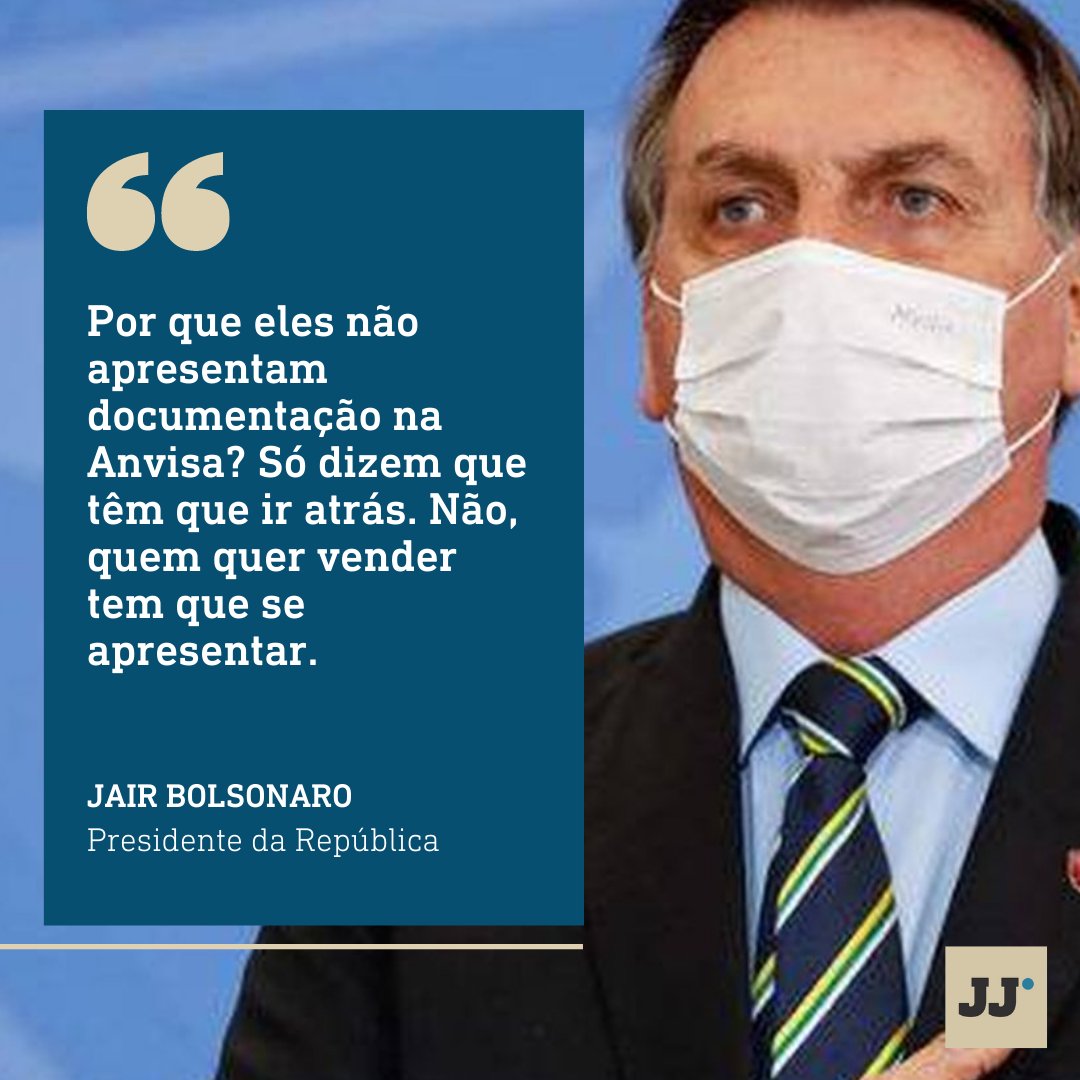 Por que eles não
apresentam
documentação na
Anvisa? Só dizem que
têm que ir atrás. Não,
quem quer vender
tem que se
apresentar.
JAIR BOLSONARO
Presidente da República
JJ